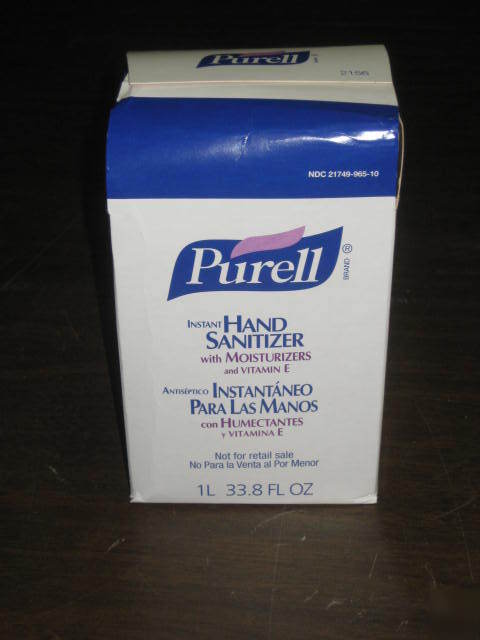 Purell
2156
NDC 21749-965-10
Purell ®
BRAND
INSTANT HAND
SANITIZER
with MOISTURIZERS
and VITAMIN E
ANTISÉPTICO INSTANTÁNEO
PARA LAS MANOS
con HUMECTANTES
y VITAMINA E
Not for retail sale
No Para la Venta al Por Menor
1L 33.8 FL OZ